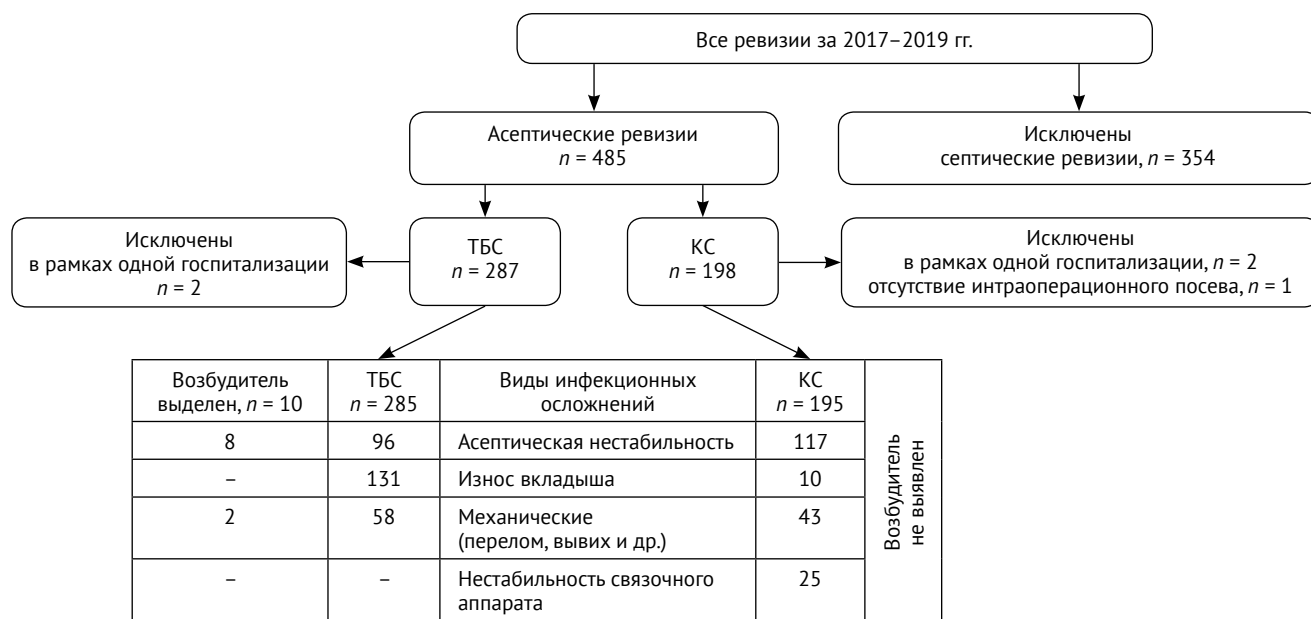 Все ревизии за 2017–2019 гг.
Асептические ревизии
n = 485
Исключены
септические ревизии, n = 354
Исключены
в рамках одной госпитализации
n = 2
ТБС
n = 287
КС
n = 198
Исключены
в рамках одной госпитализации, n = 2
отсутствие интраоперационного посева, n = 1
Возбудитель
выделен, n = 10
ТБС
n = 285
Виды инфекционных
осложнений
КС
n = 195
Возбудитель
не выявлен
8
96
Асептическая нестабильность
117
–
131
Износ вкладыша
10
2
58
Механические
(перелом, вывих и др.)
43
–
–
Нестабильность связочного
аппарата
25